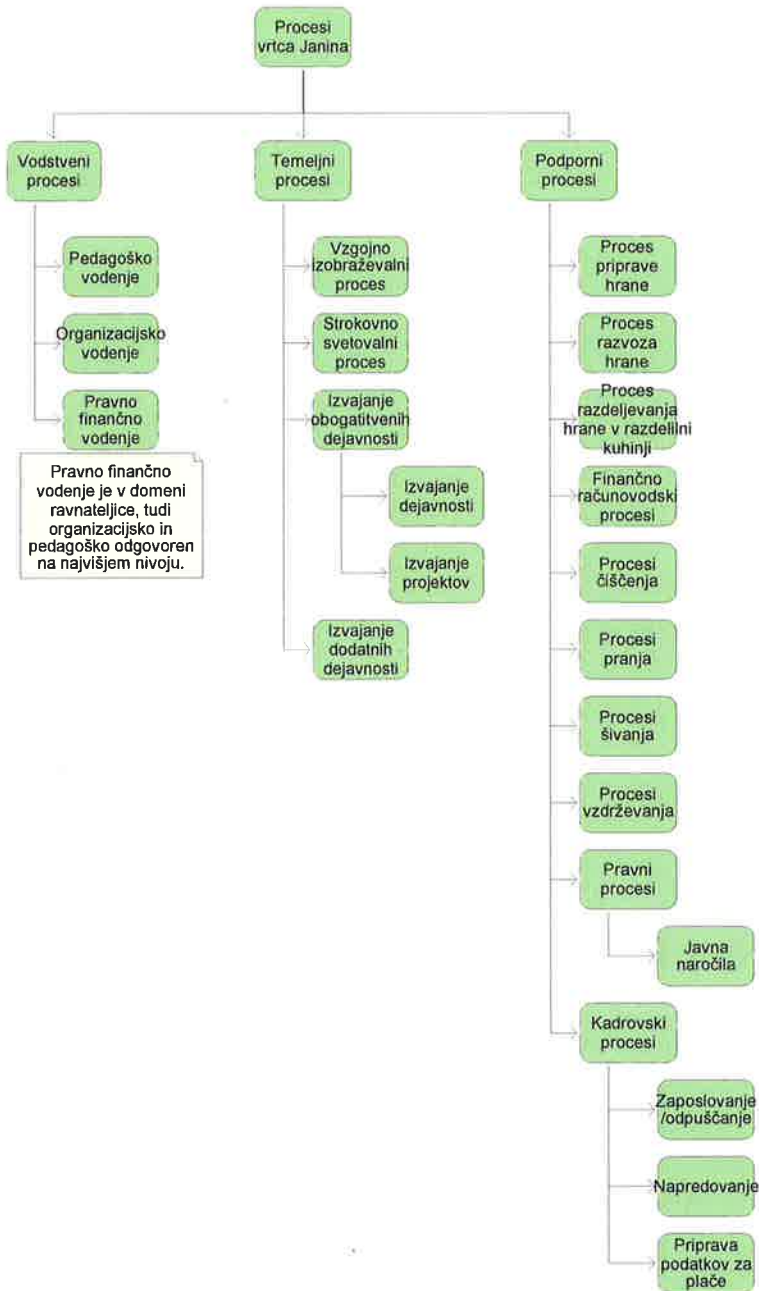 Procesi
vrtca Janina
Vodstveni
procesi
Pedagoško
vodenje
Organizacijsko
vodenje
Pravno
finančno
vodenje
Pravno finančno
vodenje je v domeni
ravnateljice, tudi
organizacijsko in
pedagoško odgovoren
na najvišjem nivoju.
Temeljni
procesi
Vzgojno
izobraževalni
proces
Strokovno
svetovalni
proces
Izvajanje
obogatitvenih
dejavnosti
Izvajanje
dejavnosti
Izvajanje
projektov
Izvajanje
dodatnih
dejavnosti
Podporni
procesi
Proces
priprave
hrane
Proces
razvoza
hrane
Proces
razdeljevanja
hrane v razdelilni
kuhinji
Finančno
računovodski
procesi
Procesi
čiščenja
Procesi
pranja
Procesi
šivanja
Procesi
vzdrževanja
Pravni
procesi
Javna
naročila
Kadrovski
procesi
Zaposlovanje
/odpuščanje
Napredovanje
Priprava
podatkov za
plače